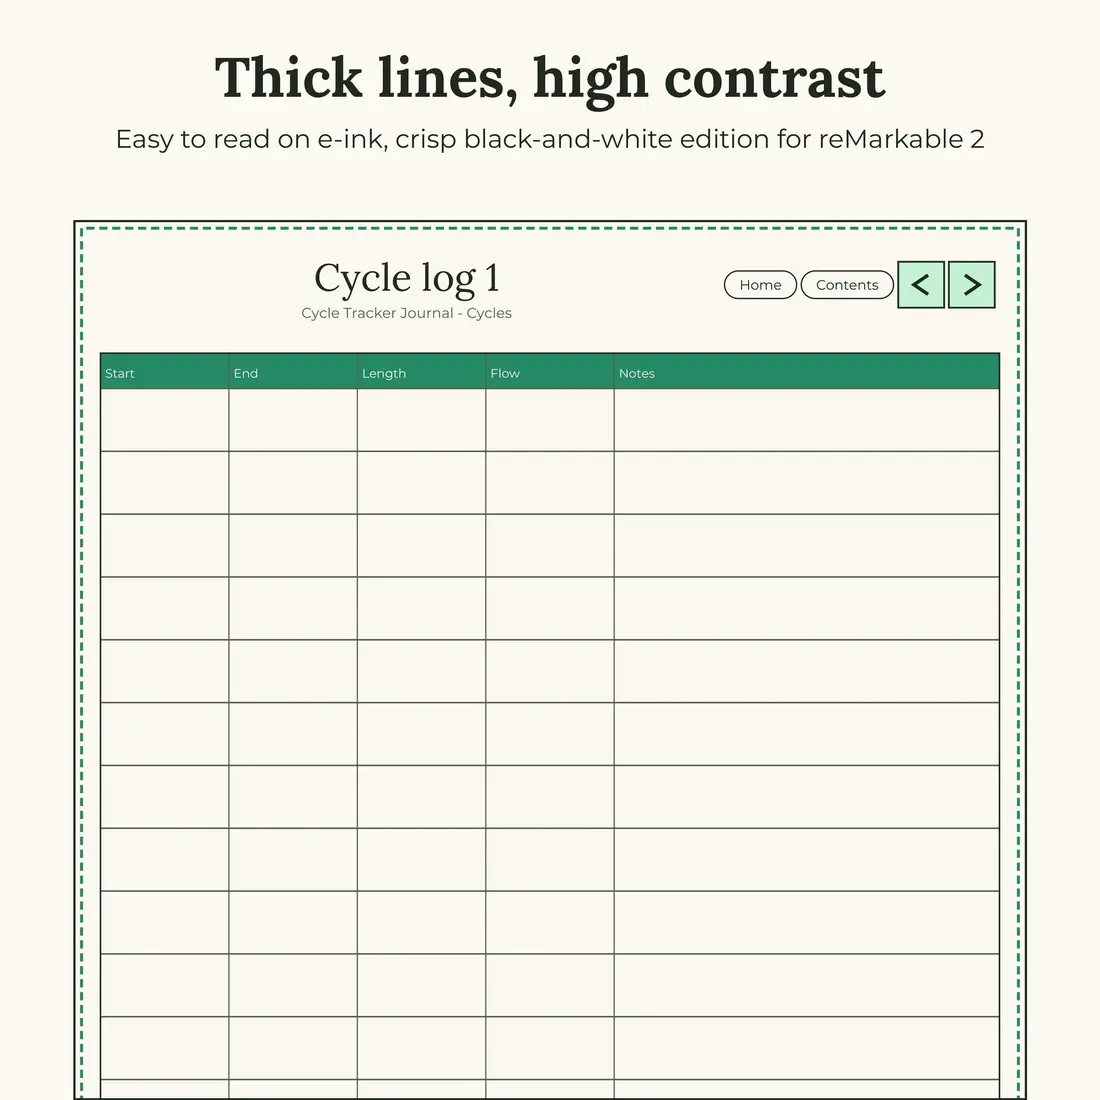 Thick lines, high contrast
Easy to read on e-ink, crisp black-and-white edition for reMarkable 2
Cycle log 1
Cycle Tracker Journal - Cycles
Home Contents < >
Start End Length Flow Notes